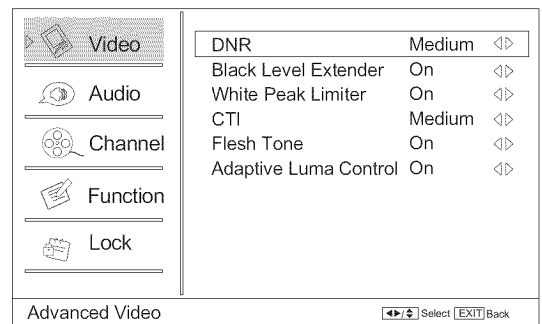 Video
Audio
Channel
Function
Lock
DNR Medium
Black Level Extender On
White Peak Limiter On
CTI Medium
Flesh Tone On
Adaptive Luma Control On
Advanced Video
/ Select EXIT Back